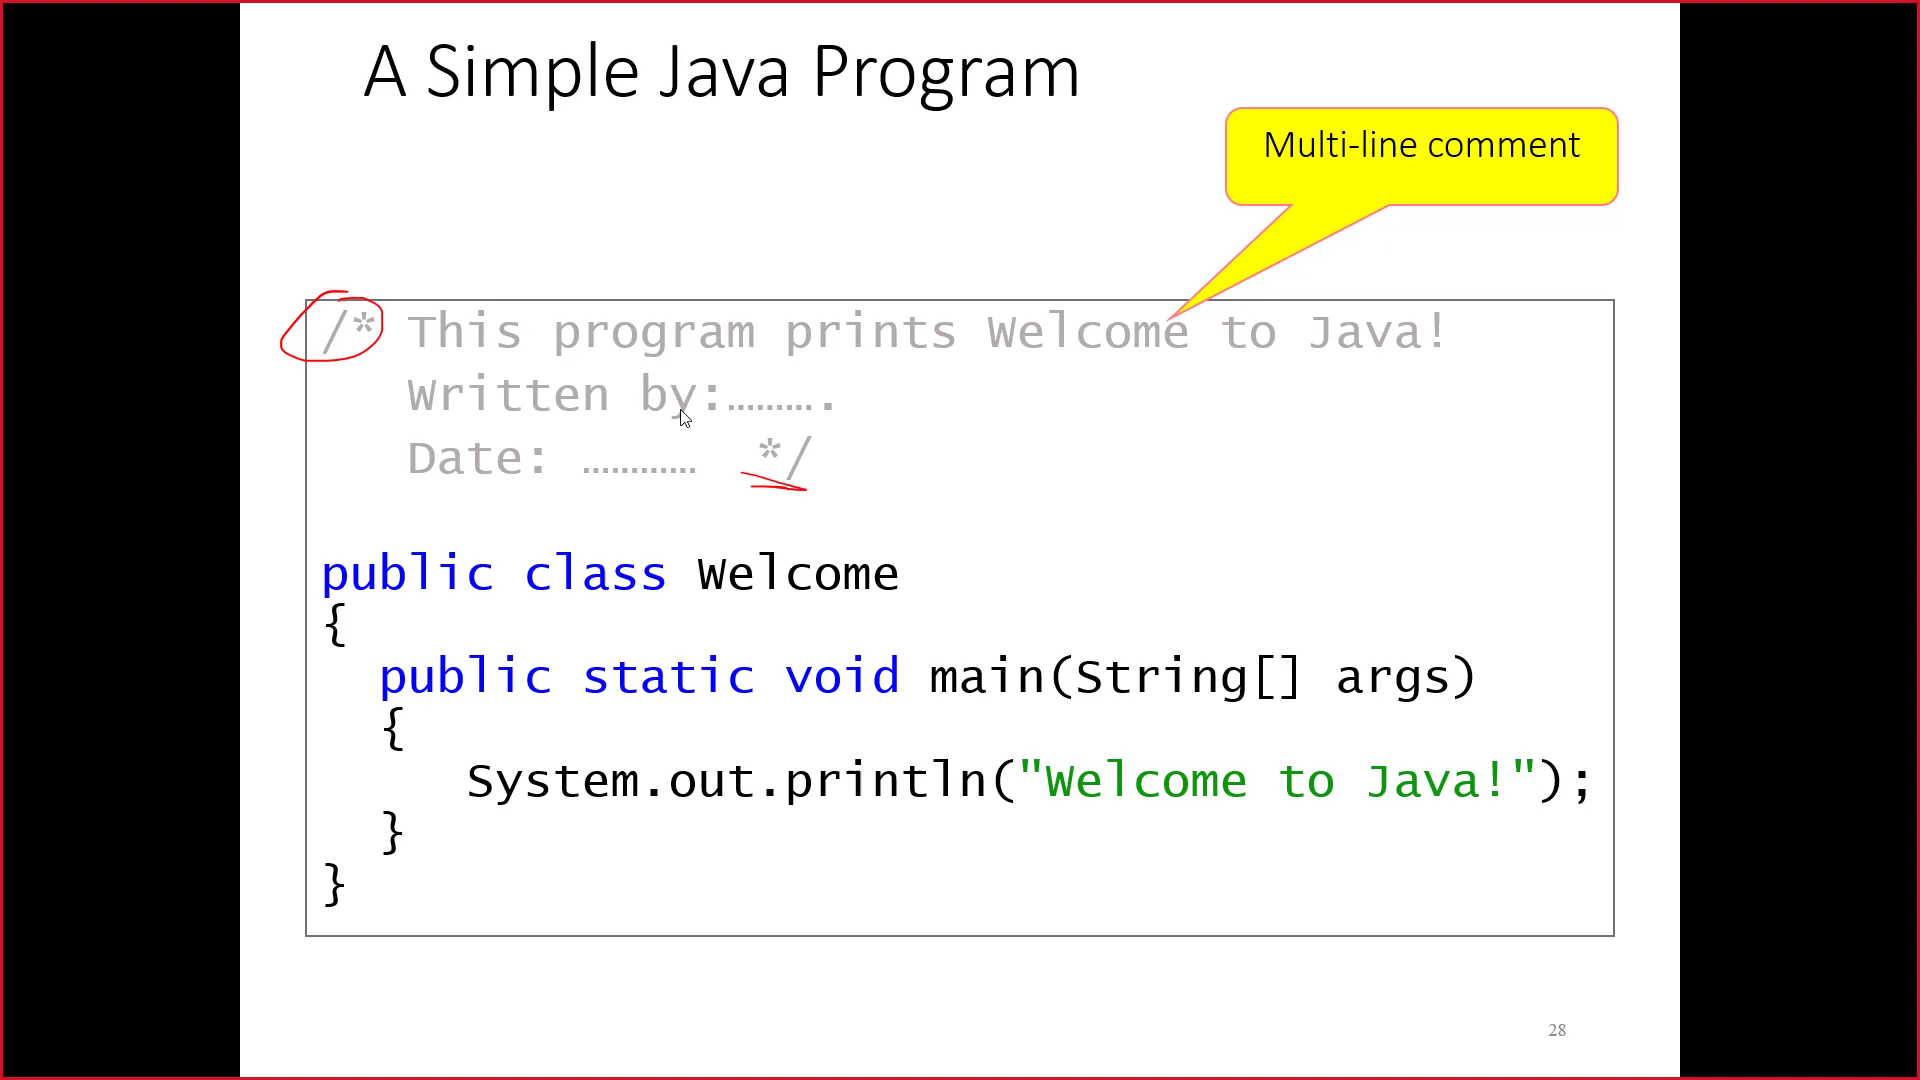 A Simple Java Program
Multi-line comment
/* This program prints Welcome to Java!
Written by:……….
Date: …………  */
public class Welcome
{
public static void main(String[] args)
{
System.out.println("Welcome to Java!");
}
}
28